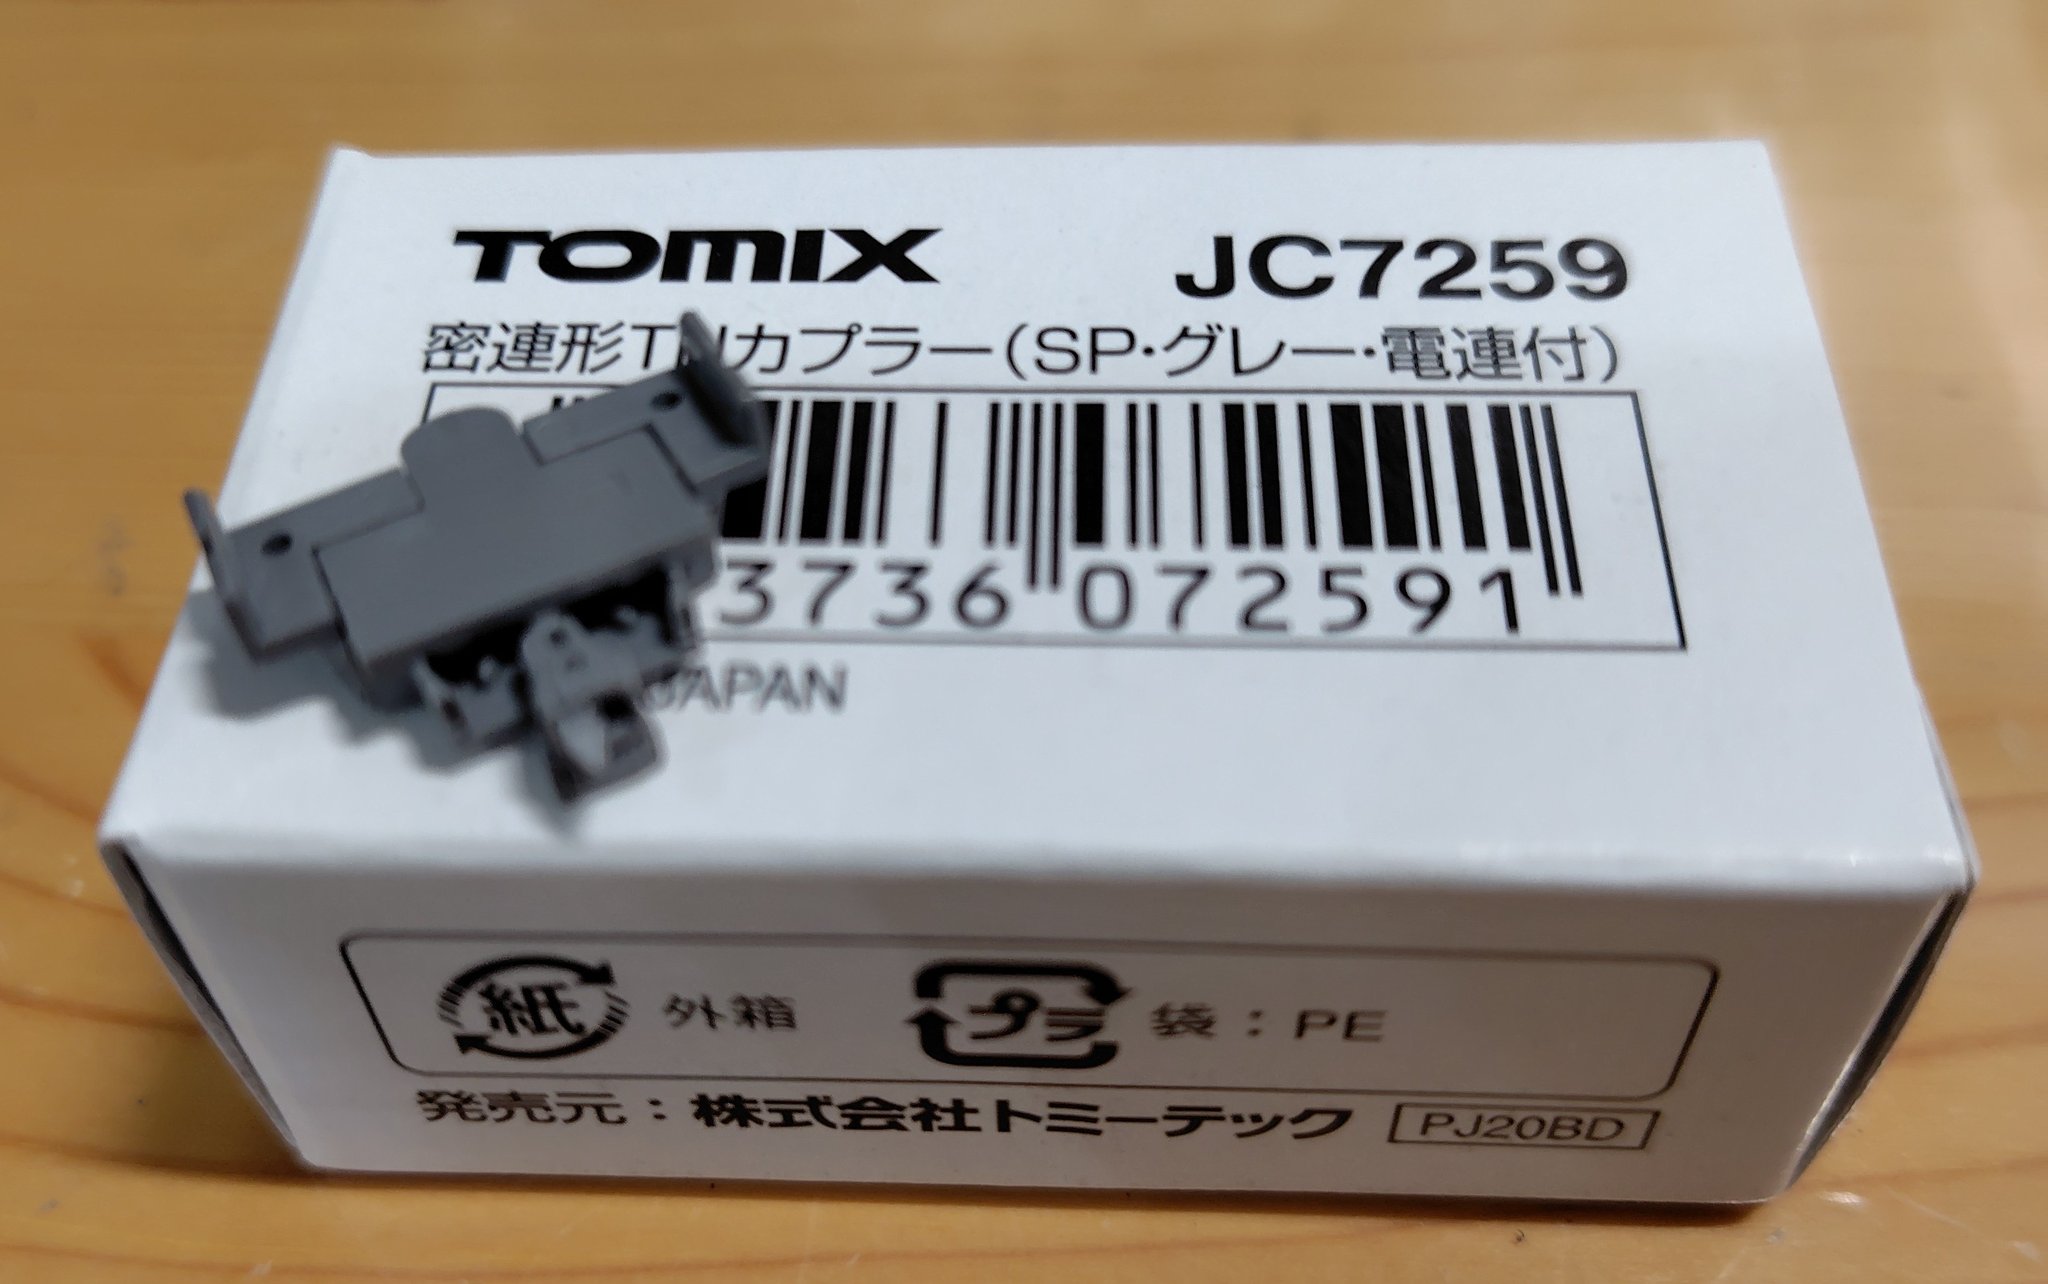 TOMIX JC7259
密連形TNカプラー(SP・グレー・電連付)
3736 072591
JAPAN
紙 外箱 プラ 袋:PE
発売元:株式会社トミーテック PJ20BD